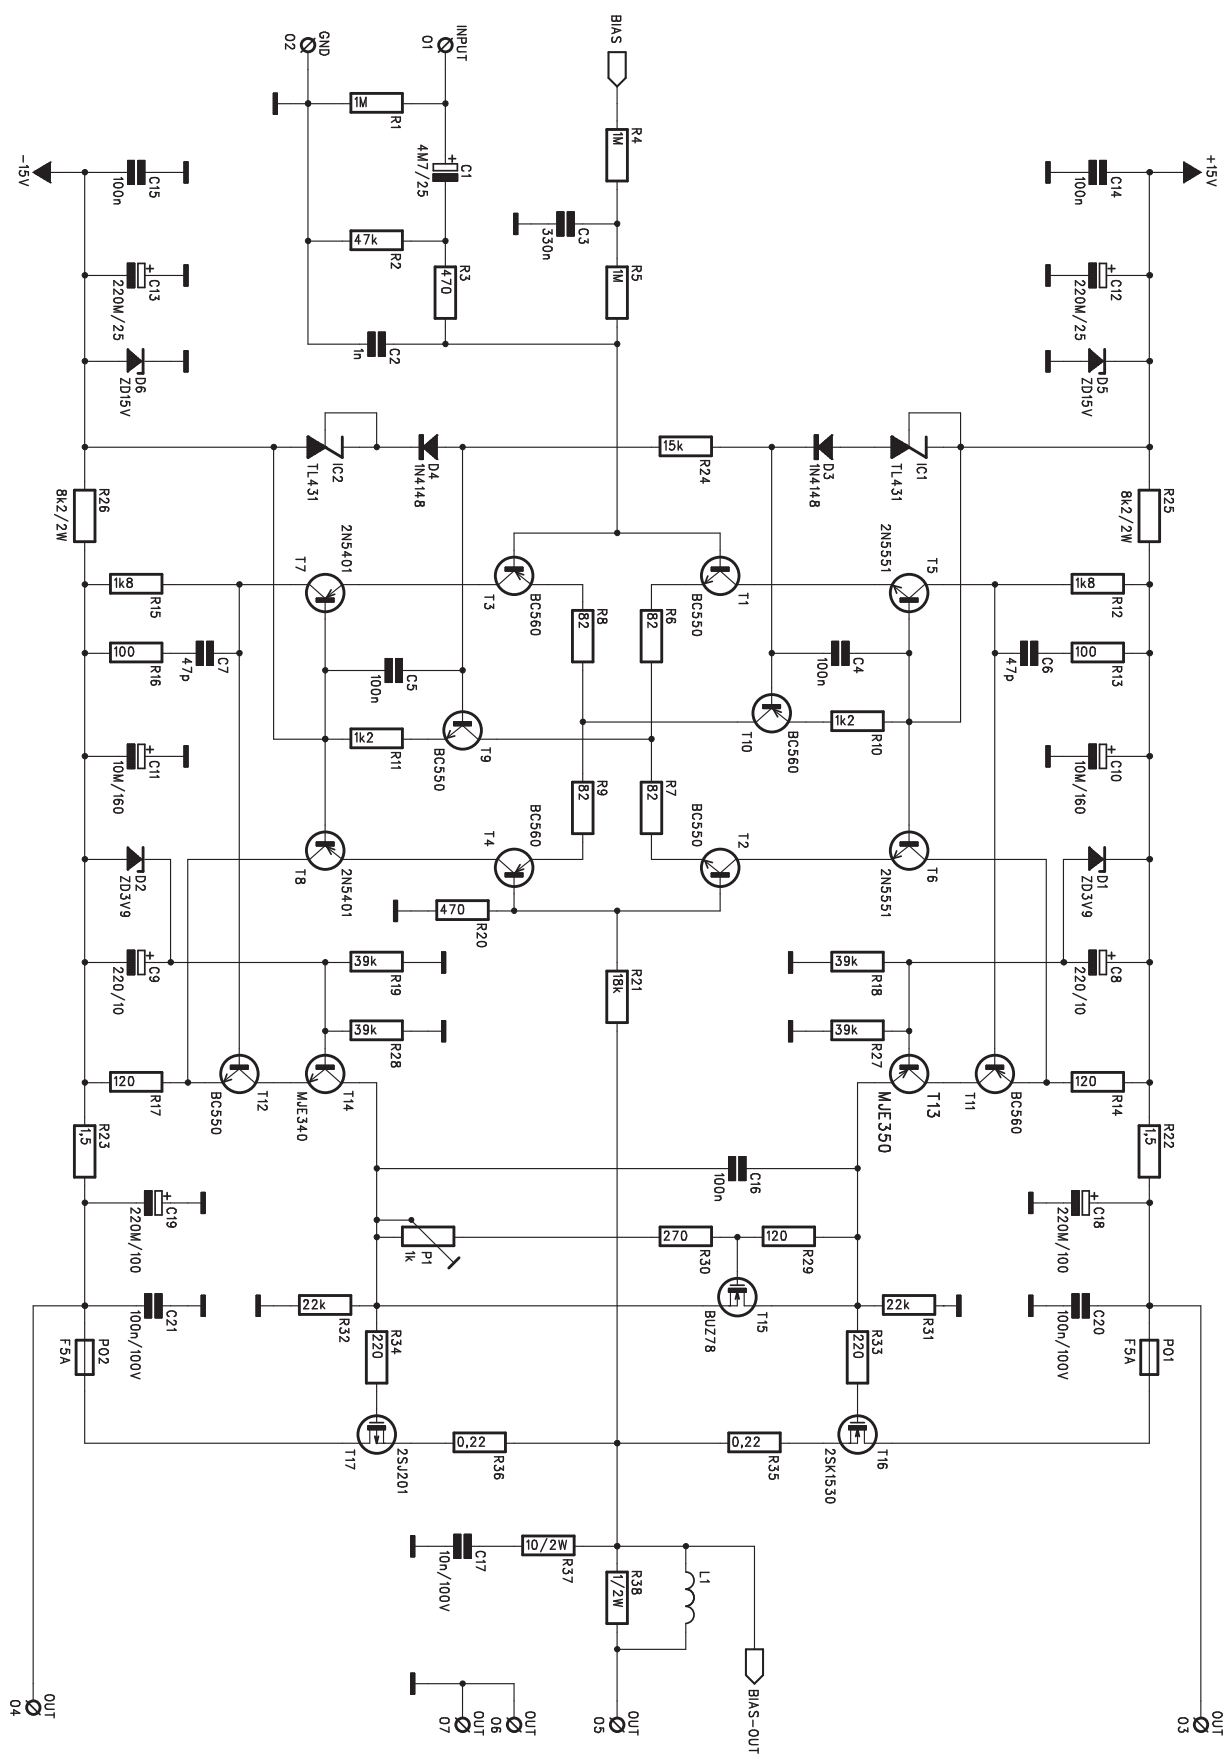 +15V
OUT
O3
C14
100n
C12
220M/25
D5
ZD15V
R25
8k2/2W
R12
1k8
R13
100
C6
47p
C10
10M/160
D1
ZD3V9
C8
220/10
R14
120
R22
1,5
C18
220M/100
C20
100n/100V
PO1
F5A
IC1
TL431
D3
1N4148
T5
2N5551
C4
100n
R10
1k2
T10
BC560
T6
2N5551
R18
39k
R27
39k
T11
BC560
T13
MJE350
R29
120
R31
22k
R33
220
T15
BUZ78
T16
2SK1530
R35
0,22
BIAS
R4
1M
C3
330n
R5
1M
R24
15k
T1
BC550
R6
82
R8
82
T3
BC560
R7
82
R9
82
T2
BC550
T4
BC560
R20
470
R21
18k
C16
100n
R30
270
L1
R38
1/2W
R37
10/2W
C17
10n/100V
BIAS-OUT
OUT
O5
OUT
O6
OUT
O7
INPUT
O1
GND
O2
R1
1M
C1
4M7/25
R2
47k
R3
470
C2
1n
D4
1N4148
IC2
TL431
T7
2N5401
C5
100n
R11
1k2
T9
BC550
T8
2N5401
R19
39k
R28
39k
T14
MJE340
T12
BC550
P1
1k
R32
22k
R34
220
T17
2SJ201
R36
0,22
-15V
C15
100n
C13
220M/25
D6
ZD15V
R26
8k2/2W
R15
1k8
R16
100
C7
47p
C11
10M/160
D2
ZD3V9
C9
220/10
R17
120
R23
1,5
C19
220M/100
C21
100n/100V
PO2
F5A
OUT
O4